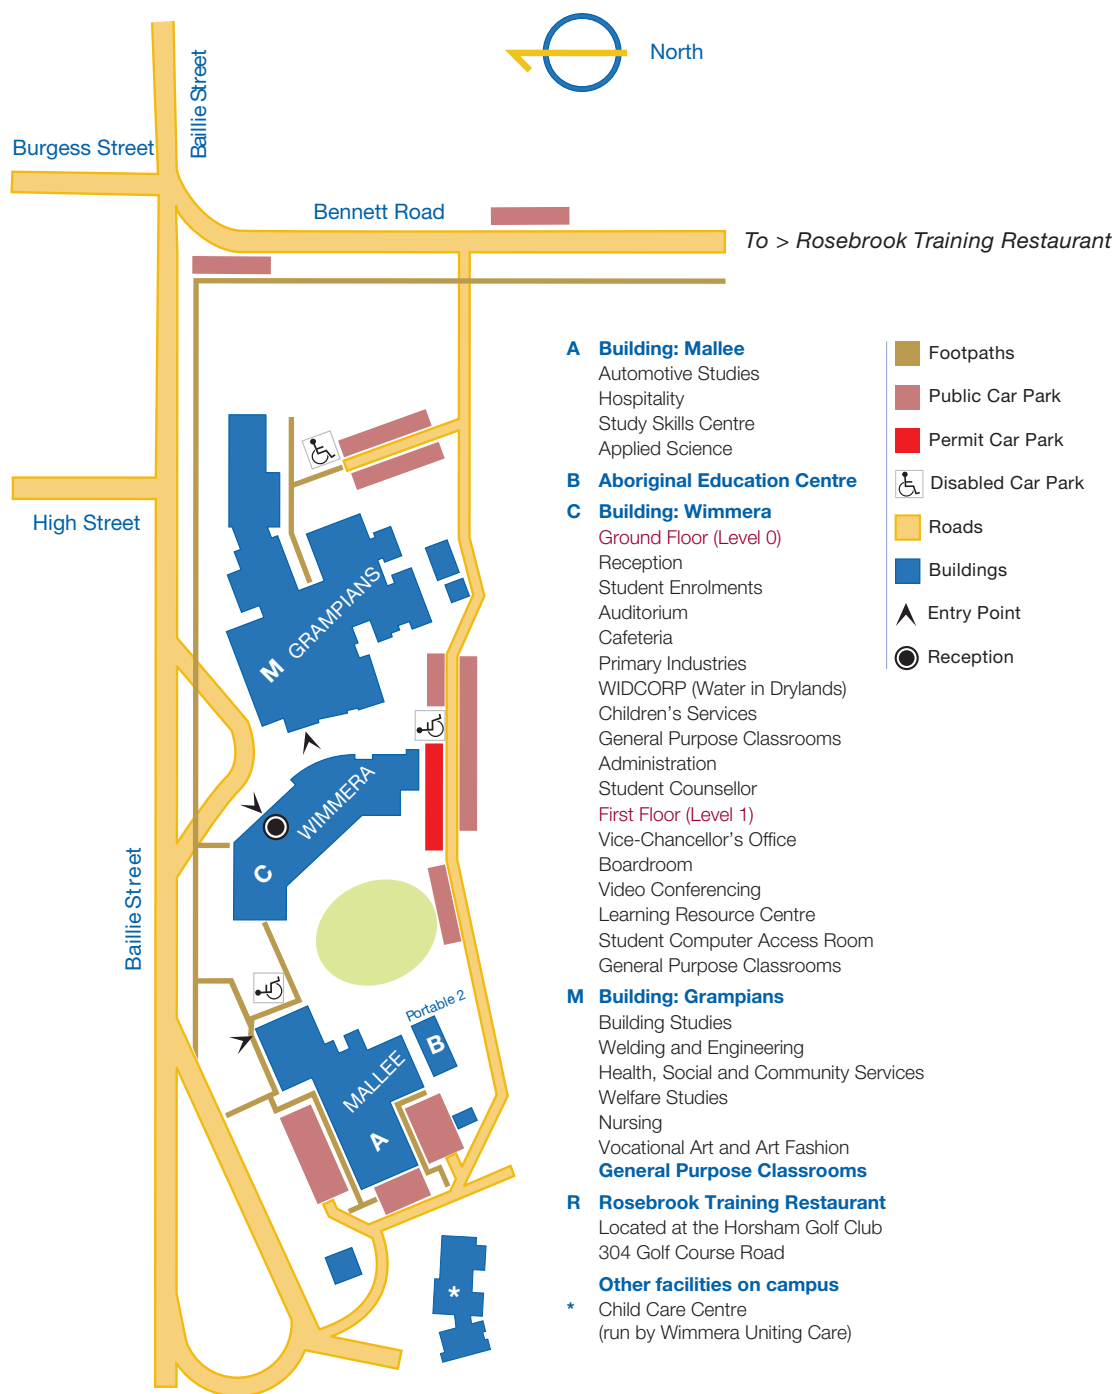 North
Baillie Street
Burgess Street
Bennett Road
To > Rosebrook Training Restaurant
High Street
Baillie Street
M GRAMPIANS
C WIMMERA
Portable 2
B
A MALLEE
*
A Building: Mallee
Automotive Studies
Hospitality
Study Skills Centre
Applied Science
B Aboriginal Education Centre
C Building: Wimmera
Ground Floor (Level 0)
Reception
Student Enrolments
Auditorium
Cafeteria
Primary Industries
WIDCORP (Water in Drylands)
Children's Services
General Purpose Classrooms
Administration
Student Counsellor
First Floor (Level 1)
Vice-Chancellor's Office
Boardroom
Video Conferencing
Learning Resource Centre
Student Computer Access Room
General Purpose Classrooms
M Building: Grampians
Building Studies
Welding and Engineering
Health, Social and Community Services
Welfare Studies
Nursing
Vocational Art and Art Fashion
General Purpose Classrooms
R Rosebrook Training Restaurant
Located at the Horsham Golf Club
304 Golf Course Road
Other facilities on campus
* Child Care Centre
(run by Wimmera Uniting Care)
Footpaths
Public Car Park
Permit Car Park
Disabled Car Park
Roads
Buildings
Entry Point
Reception